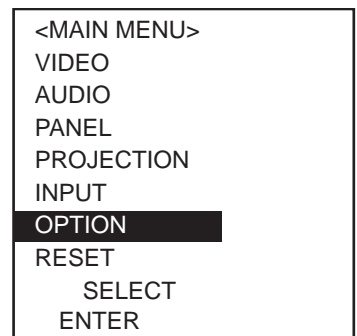 <MAIN MENU>
VIDEO
AUDIO
PANEL
PROJECTION
INPUT
OPTION
RESET
SELECT
ENTER